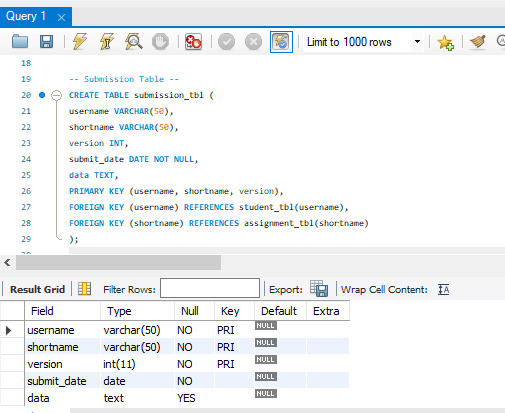 Query 1
Limit to 1000 rows
18
19 -- Submission Table --
20 CREATE TABLE submission_tbl (
21 username VARCHAR(50),
22 shortname VARCHAR(50),
23 version INT,
24 submit_date DATE NOT NULL,
25 data TEXT,
26 PRIMARY KEY (username, shortname, version),
27 FOREIGN KEY (username) REFERENCES student_tbl(username),
28 FOREIGN KEY (shortname) REFERENCES assignment_tbl(shortname)
29 );
Result Grid Filter Rows: Export: Wrap Cell Content:
Field Type Null Key Default Extra
username varchar(50) NO PRI NULL
shortname varchar(50) NO PRI NULL
version int(11) NO PRI NULL
submit_date date NO NULL
data text YES NULL